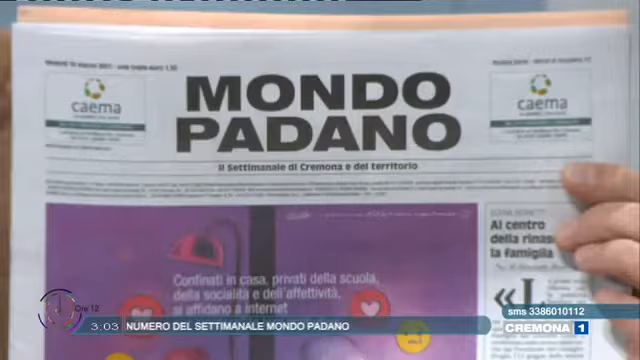 caema
MONDO
PADANO
caema
il Settimanale di Cremona e del territorio
Al centro
della rinas
la famiglia
«L
Confinati in casa, privati della scuola,
della socialità e dell'affettività,
si affidano a internet
Ore 12
sms 3386010112
3:03 NUMERO DEL SETTIMANALE MONDO PADANO
CREMONA 1